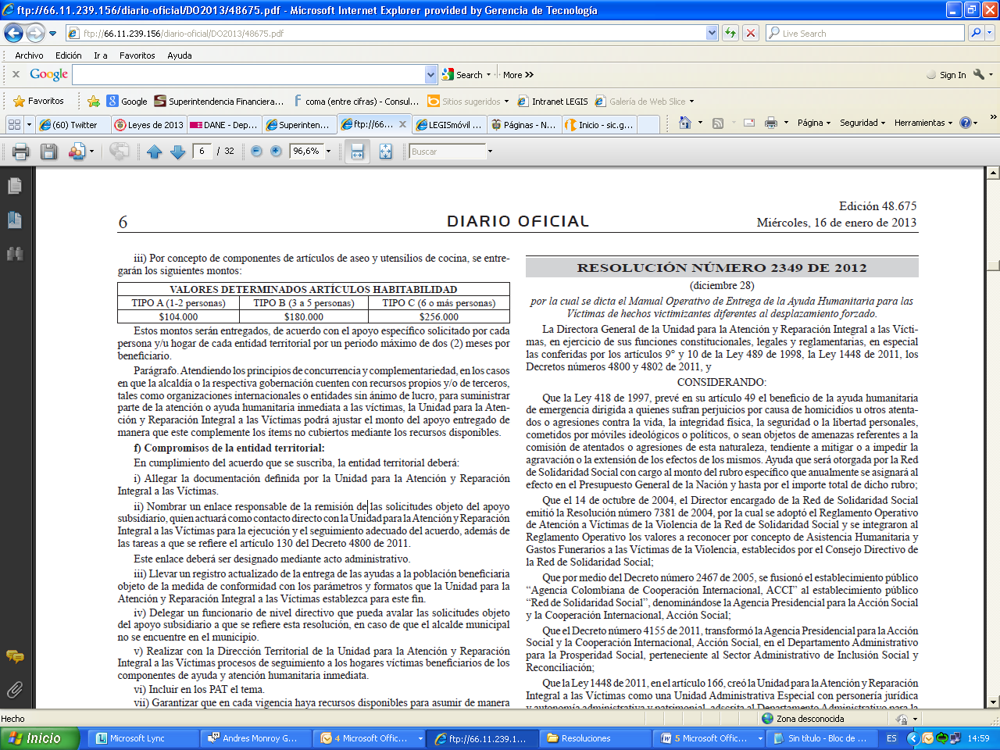 ftp://66.11.239.156/diario-oficial/DO2013/48675.pdf - Microsoft Internet Explorer provided by Gerencia de Tecnología
ftp://66.11.239.156/diario-oficial/DO2013/48675.pdf
Live Search
Archivo Edición Ir a Favoritos Ayuda
x Google Search More >> Sign In
Favoritos Google Superintendencia Financiera... coma (entre cifras) - Consul... Sitios sugeridos Intranet LEGIS Galería de Web Slice
(60) Twitter Leyes de 2013 DANE - Dep... Superinten... ftp://66... LEGISmóvil ... Páginas - N... Inicio - sic.g... Página Seguridad Herramientas
6 / 32 96,6% Buscar
6
DIARIO OFICIAL
Edición 48.675
Miércoles, 16 de enero de 2013
iii) Por concepto de componentes de artículos de aseo y utensilios de cocina, se entre-
garán los siguientes montos:
VALORES DETERMINADOS ARTÍCULOS HABITABILIDAD
TIPO A (1-2 personas) TIPO B (3 a 5 personas) TIPO C (6 o más personas)
$104.000 $180.000 $256.000
Estos montos serán entregados, de acuerdo con el apoyo específico solicitado por cada
persona y/u hogar de cada entidad territorial por un periodo máximo de dos (2) meses por
beneficiario.
Parágrafo. Atendiendo los principios de concurrencia y complementariedad, en los casos
en que la alcaldía o la respectiva gobernación cuenten con recursos propios y/o de terceros,
tales como organizaciones internacionales o entidades sin ánimo de lucro, para suministrar
parte de la atención o ayuda humanitaria inmediata a las víctimas, la Unidad para la Aten-
ción y Reparación Integral a las Víctimas podrá ajustar el monto del apoyo entregado de
manera que este complemente los ítems no cubiertos mediante los recursos disponibles.
f) Compromisos de la entidad territorial:
En cumplimiento del acuerdo que se suscriba, la entidad territorial deberá:
i) Allegar la documentación definida por la Unidad para la Atención y Reparación
Integral a las Víctimas.
ii) Nombrar un enlace responsable de la remisión de las solicitudes objeto del apoyo
subsidiario, quien actuará como contacto directo con la Unidad para la Atención y Reparación
Integral a las Víctimas para la ejecución y el seguimiento adecuado del acuerdo, además de
las tareas a que se refiere el artículo 130 del Decreto 4800 de 2011.
Este enlace deberá ser designado mediante acto administrativo.
iii) Llevar un registro actualizado de la entrega de las ayudas a la población beneficiaria
objeto de la medida de conformidad con los parámetros y formatos que la Unidad para la
Atención y Reparación Integral a las Víctimas establezca para este fin.
iv) Delegar un funcionario de nivel directivo que pueda avalar las solicitudes objeto
del apoyo subsidiario a que se refiere esta resolución, en caso de que el alcalde municipal
no se encuentre en el municipio.
v) Realizar con la Dirección Territorial de la Unidad para la Atención y Reparación
Integral a las Víctimas procesos de seguimiento a los hogares víctimas beneficiarios de los
componentes de ayuda y atención humanitaria inmediata.
vi) Incluir en los PAT el tema.
vii) Garantizar que en cada vigencia haya recursos disponibles para asumir de manera
RESOLUCIÓN NÚMERO 2349 DE 2012
(diciembre 28)
por la cual se dicta el Manual Operativo de Entrega de la Ayuda Humanitaria para las
Víctimas de hechos victimizantes diferentes al desplazamiento forzado.
La Directora General de la Unidad para la Atención y Reparación Integral a las Vícti-
mas, en ejercicio de sus funciones constitucionales, legales y reglamentarias, en especial
las conferidas por los artículos 9° y 10 de la Ley 489 de 1998, la Ley 1448 de 2011, los
Decretos números 4800 y 4802 de 2011, y
CONSIDERANDO:
Que la Ley 418 de 1997, prevé en su artículo 49 el beneficio de la ayuda humanitaria
de emergencia dirigida a quienes sufran perjuicios por causa de homicidios u otros atenta-
dos o agresiones contra la vida, la integridad física, la seguridad o la libertad personales,
cometidos por móviles ideológicos o políticos, o sean objetos de amenazas referentes a la
comisión de atentados o agresiones de esta naturaleza, tendiente a mitigar o a impedir la
agravación o la extensión de los efectos de los mismos. Ayuda que será otorgada por la Red
de Solidaridad Social con cargo al monto del rubro específico que anualmente se asignará al
efecto en el Presupuesto General de la Nación y hasta por el importe total de dicho rubro;
Que el 14 de octubre de 2004, el Director encargado de la Red de Solidaridad Social
emitió la Resolución número 7381 de 2004, por la cual se adoptó el Reglamento Operativo
de Atención a Víctimas de la Violencia de la Red de Solidaridad Social y se integraron al
Reglamento Operativo los valores a reconocer por concepto de Asistencia Humanitaria y
Gastos Funerarios a las Víctimas de la Violencia, establecidos por el Consejo Directivo de
la Red de Solidaridad Social;
Que por medio del Decreto número 2467 de 2005, se fusionó el establecimiento público
“Agencia Colombiana de Cooperación Internacional, ACCI” al establecimiento público
“Red de Solidaridad Social”, denominándose la Agencia Presidencial para la Acción Social
y la Cooperación Internacional, Acción Social;
Que el Decreto número 4155 de 2011, transformó la Agencia Presidencial para la Acción
Social y la Cooperación Internacional, Acción Social, en el Departamento Administrativo
para la Prosperidad Social, perteneciente al Sector Administrativo de Inclusión Social y
Reconciliación;
Que la Ley 1448 de 2011, en el artículo 166, creó la Unidad para la Atención y Reparación
Integral a las Víctimas como una Unidad Administrativa Especial con personería jurídica
y autonomía administrativa y patrimonial, adscrita al Departamento Administrativo para la
Hecho Zona desconocida
Inicio Microsoft Lync Andres Monroy G... 4 Microsoft Offic... ftp://66.11.239.1... Resoluciones 5 Microsoft Offic... Sin título - Bloc de ... ES 14:59